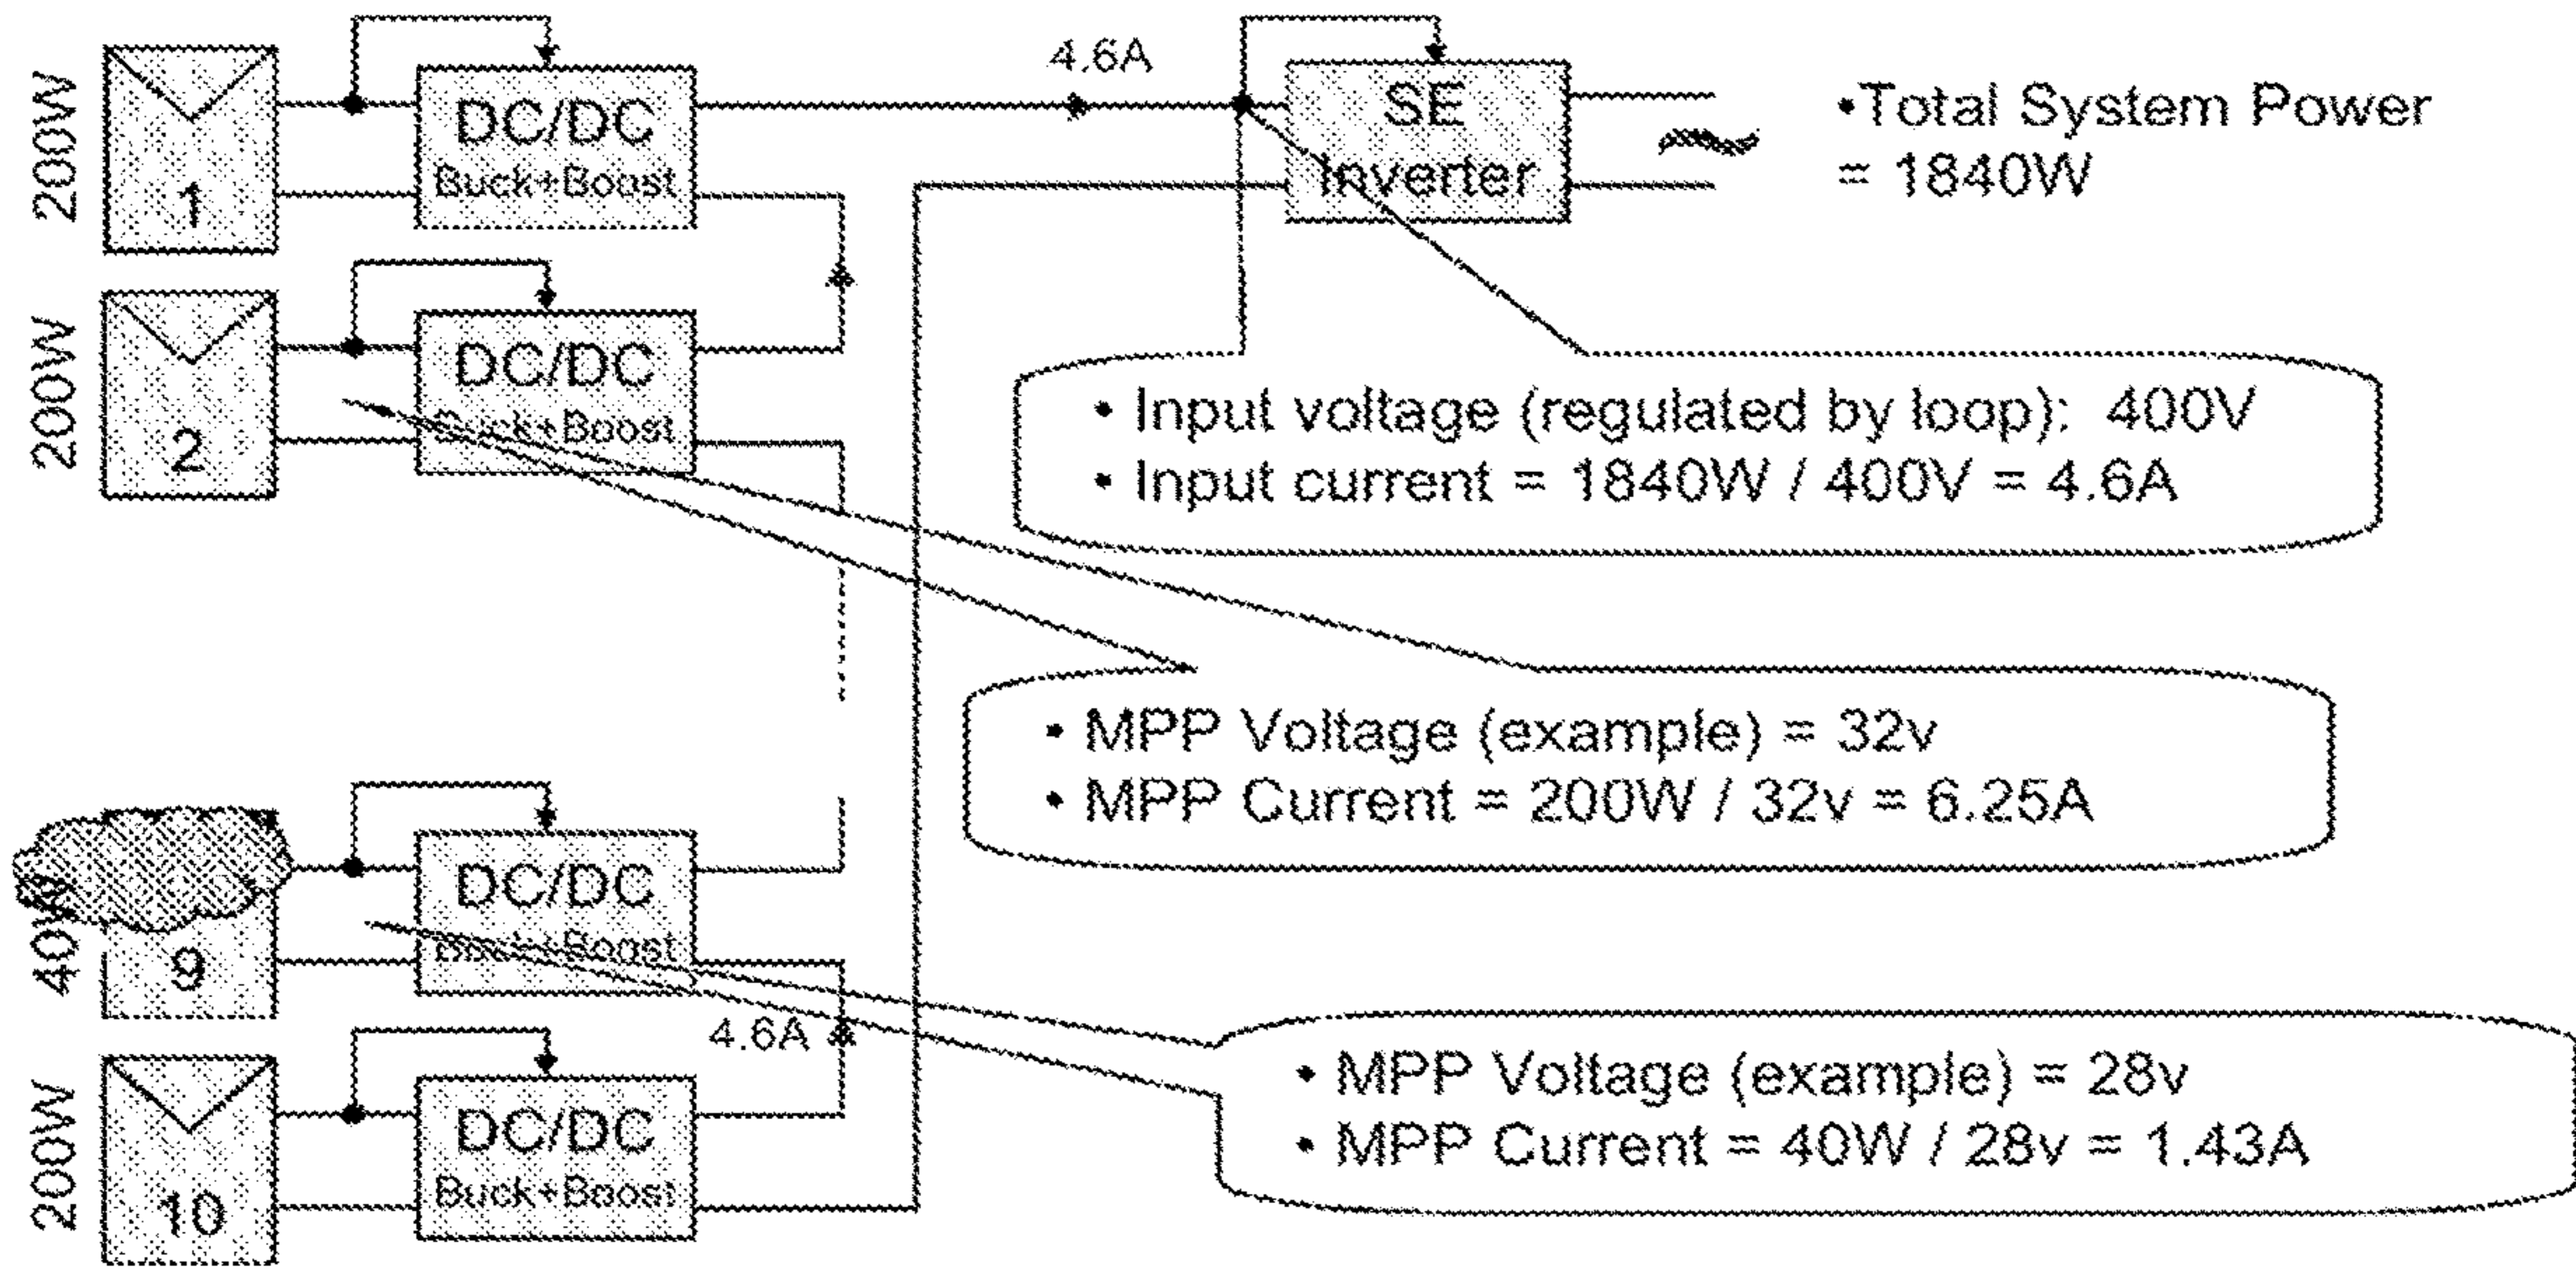 200W
1
DC/DC
Buck+Boost
4.6A
SE
Inverter
•Total System Power
= 1840W
200W
2
DC/DC
Buck+Boost
• Input voltage (regulated by loop): 400V
• Input current = 1840W / 400V = 4.6A
• MPP Voltage (example) = 32v
• MPP Current = 200W / 32v = 6.25A
40W
9
DC/DC
Buck+Boost
4.6A
200W
10
DC/DC
Buck+Boost
• MPP Voltage (example) = 28v
• MPP Current = 40W / 28v = 1.43A